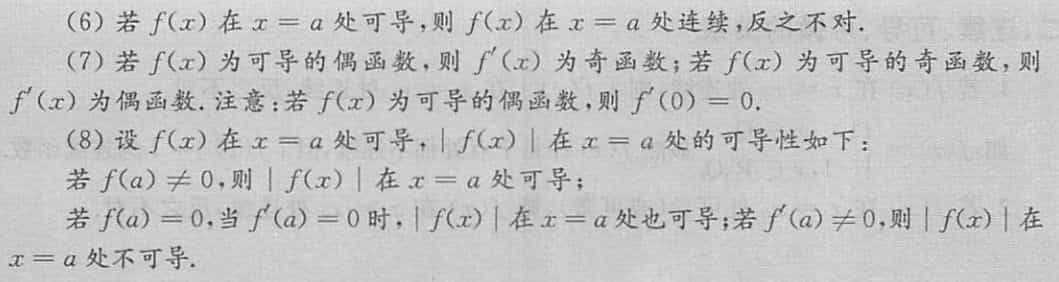 (6) 若 f(x) 在 x = a 处可导,则 f(x) 在 x = a 处连续,反之不对.
(7) 若 f(x) 为可导的偶函数,则 f′(x) 为奇函数;若 f(x) 为可导的奇函数,则
f′(x) 为偶函数.注意:若 f(x) 为可导的偶函数,则 f′(0) = 0.
(8) 设 f(x) 在 x = a 处可导,| f(x) | 在 x = a 处的可导性如下:
若 f(a) ≠ 0,则 | f(x) | 在 x = a 处可导;
若 f(a) = 0,当 f′(a) = 0 时,| f(x) | 在 x = a 处也可导;若 f′(a) ≠ 0,则 | f(x) | 在
x = a 处不可导.